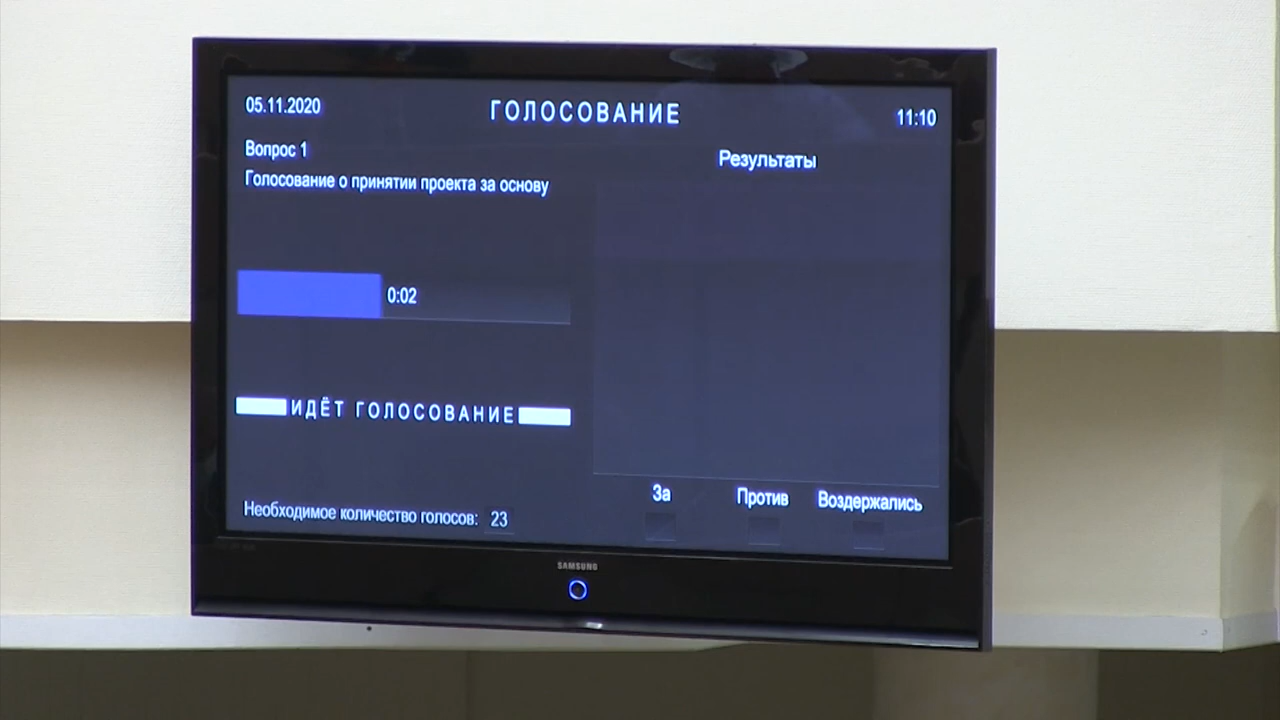 05.11.2020
ГОЛОСОВАНИЕ
11:10
Вопрос 1
Голосование о принятии проекта за основу
Результаты
0:02
ИДЁТ ГОЛОСОВАНИЕ
Необходимое количество голосов: 23
За
Против
Воздержались
SAMSUNG